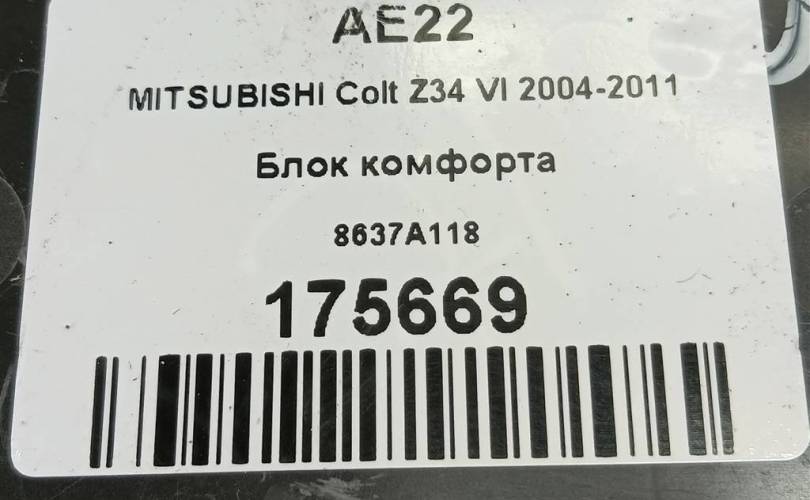 AE22
MITSUBISHI Colt Z34 VI 2004-2011
Блок комфорта
8637A118
175669